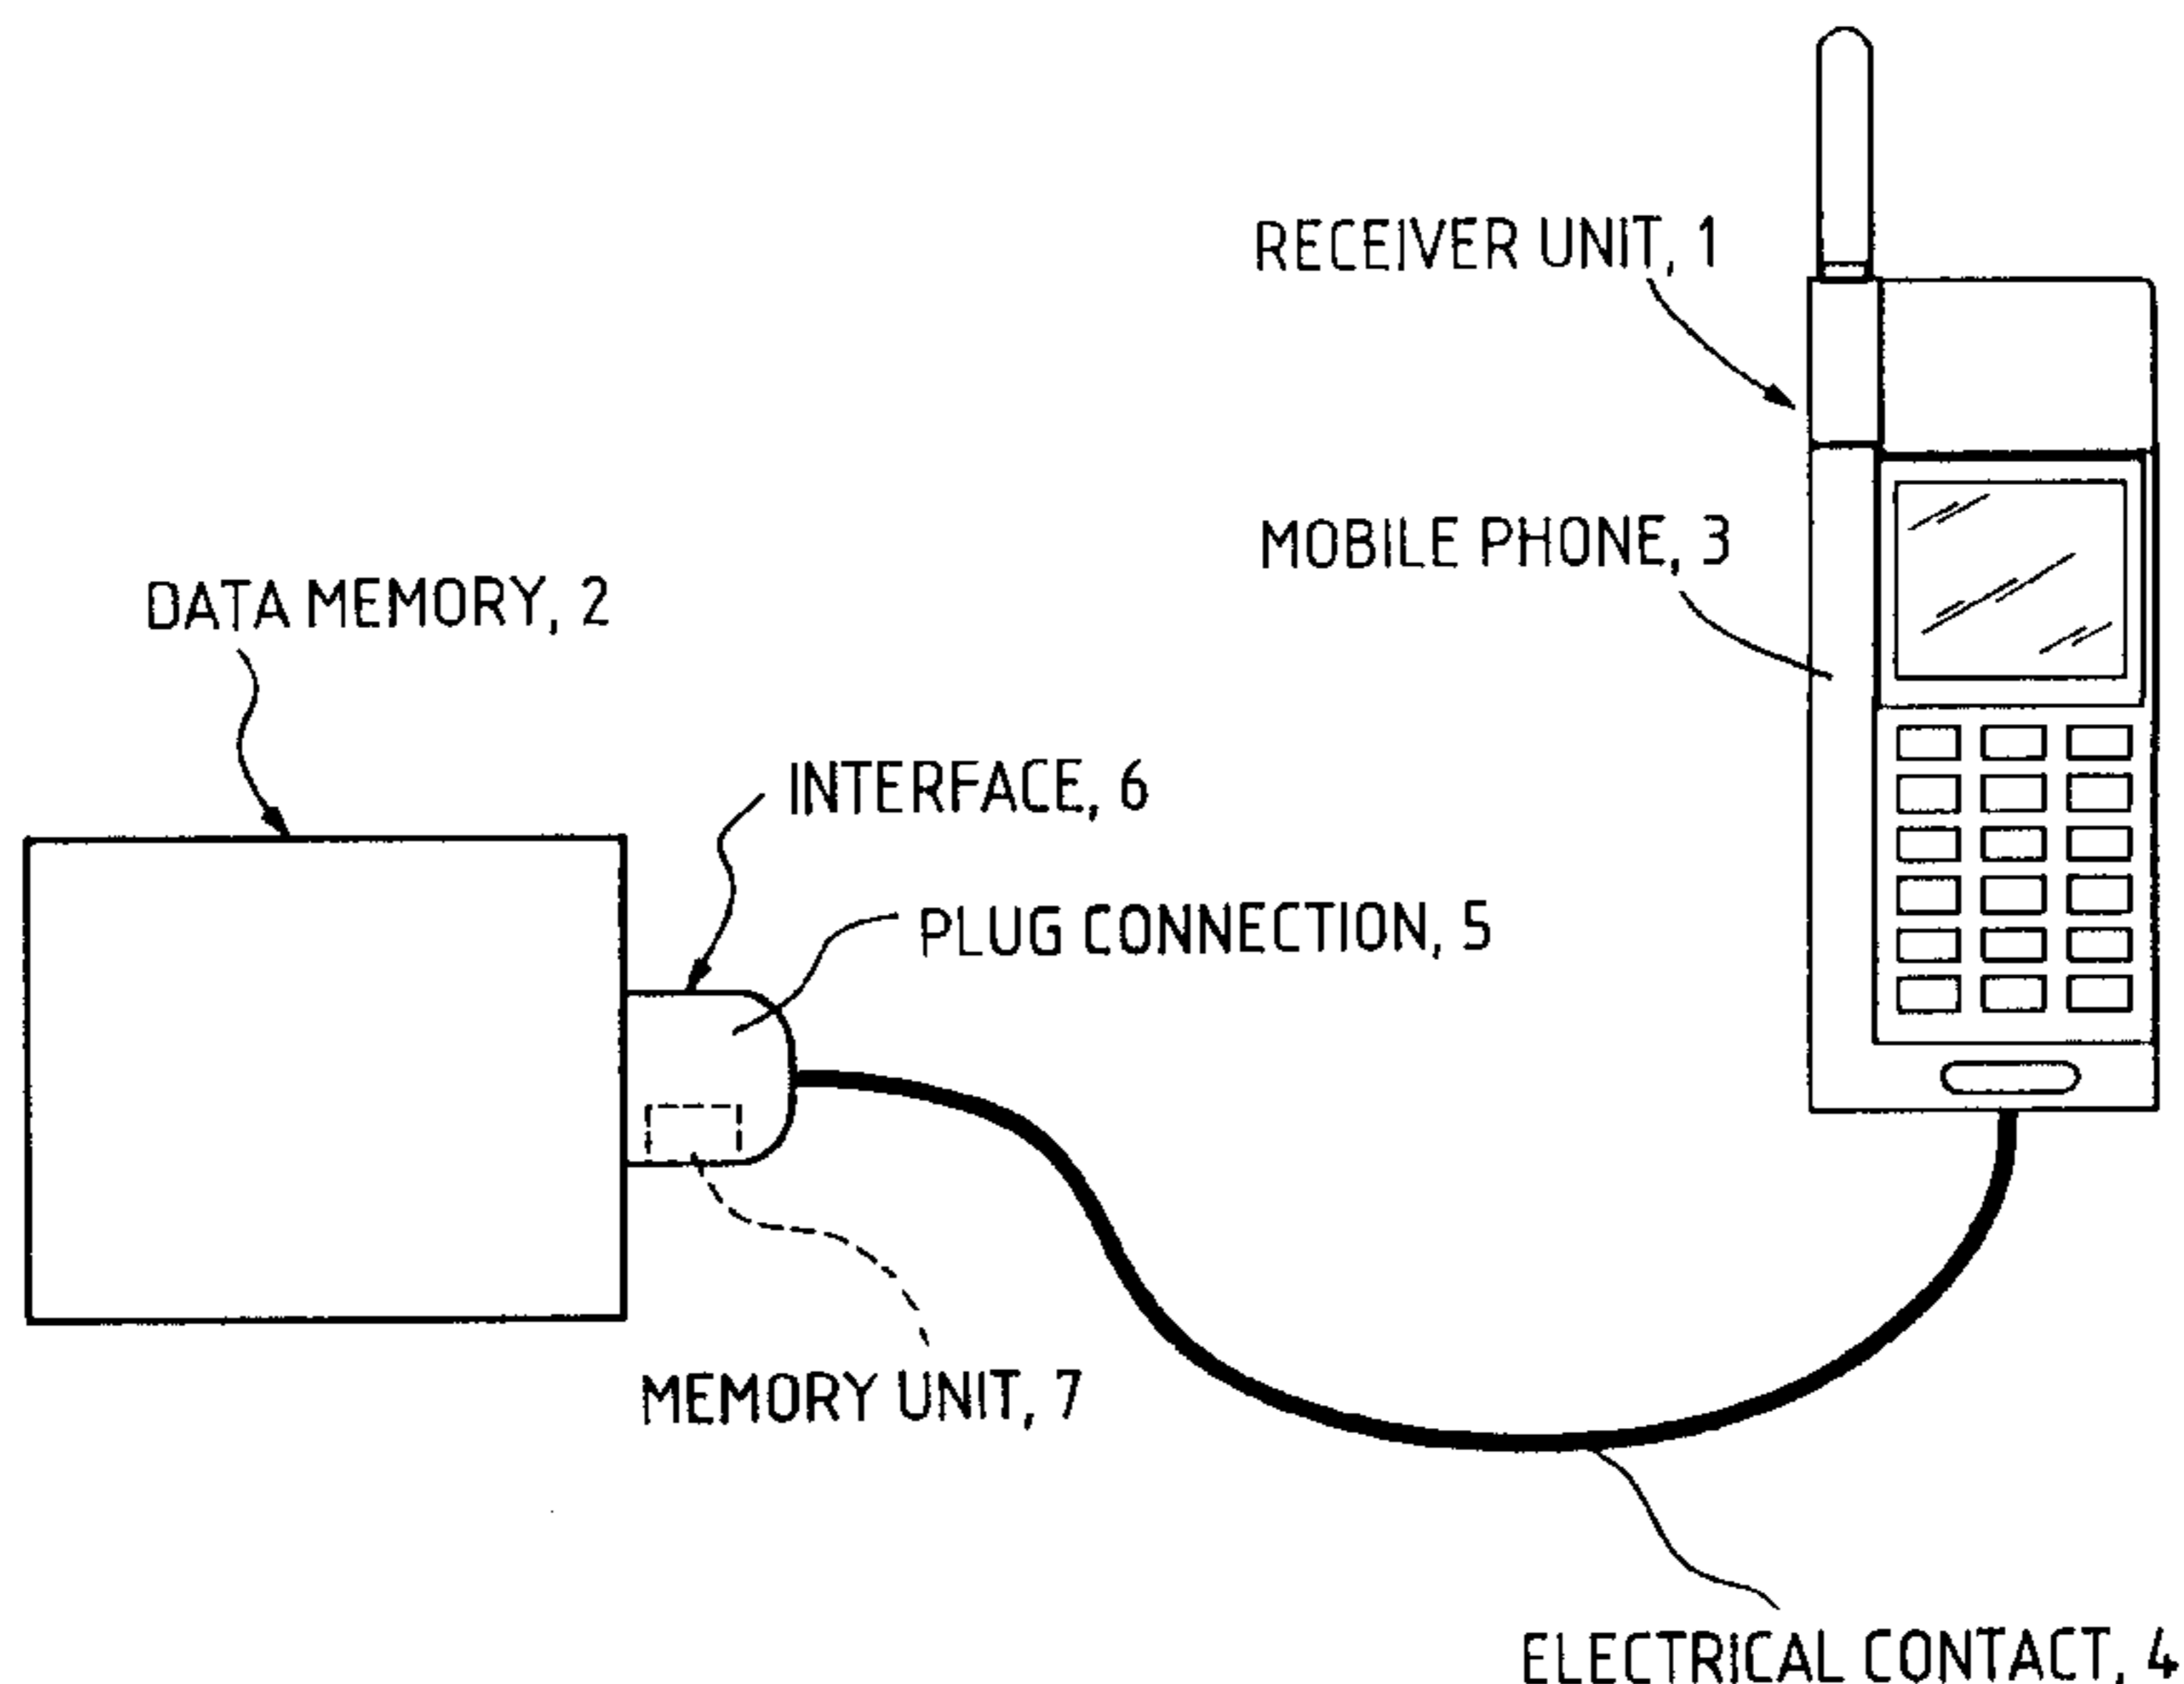 RECEIVER UNIT, 1
MOBILE PHONE, 3
DATA MEMORY, 2
INTERFACE, 6
PLUG CONNECTION, 5
MEMORY UNIT, 7
ELECTRICAL CONTACT, 4